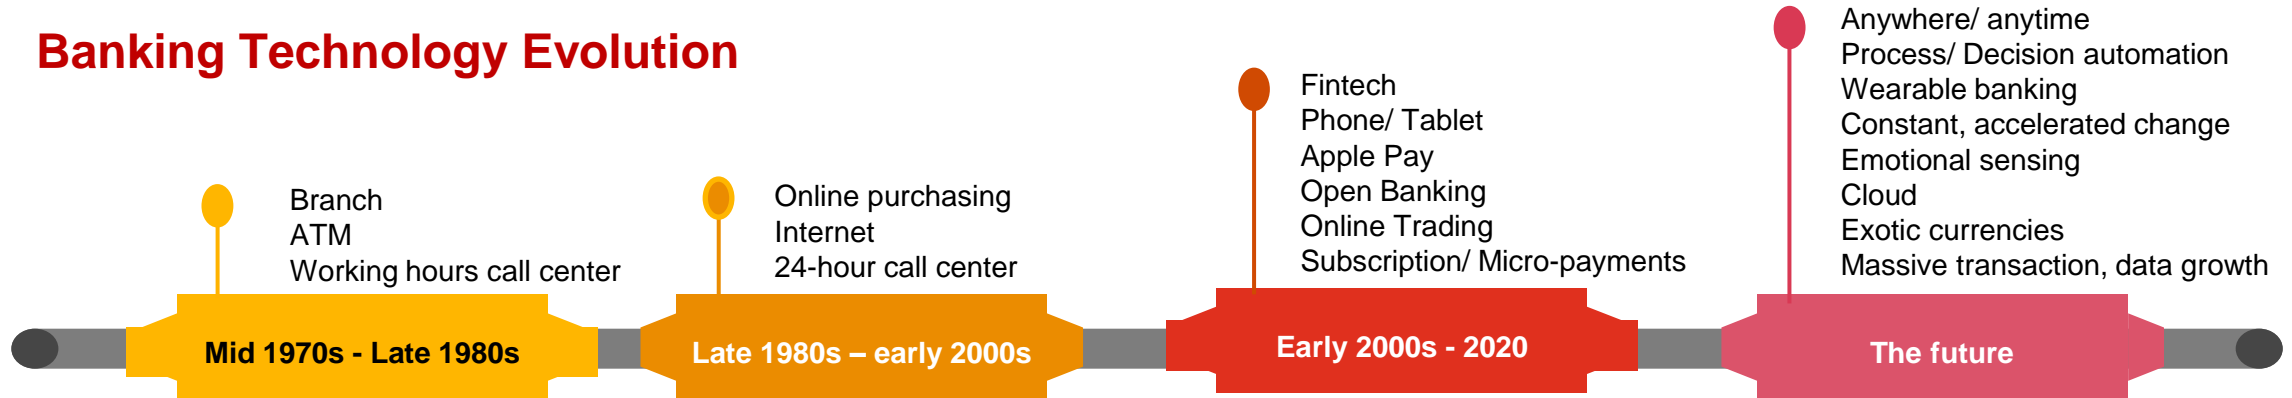 Banking Technology Evolution
Branch
ATM
Working hours call center
Mid 1970s - Late 1980s
Online purchasing
Internet
24-hour call center
Late 1980s – early 2000s
Fintech
Phone/ Tablet
Apple Pay
Open Banking
Online Trading
Subscription/ Micro-payments
Early 2000s - 2020
Anywhere/ anytime
Process/ Decision automation
Wearable banking
Constant, accelerated change
Emotional sensing
Cloud
Exotic currencies
Massive transaction, data growth
The future